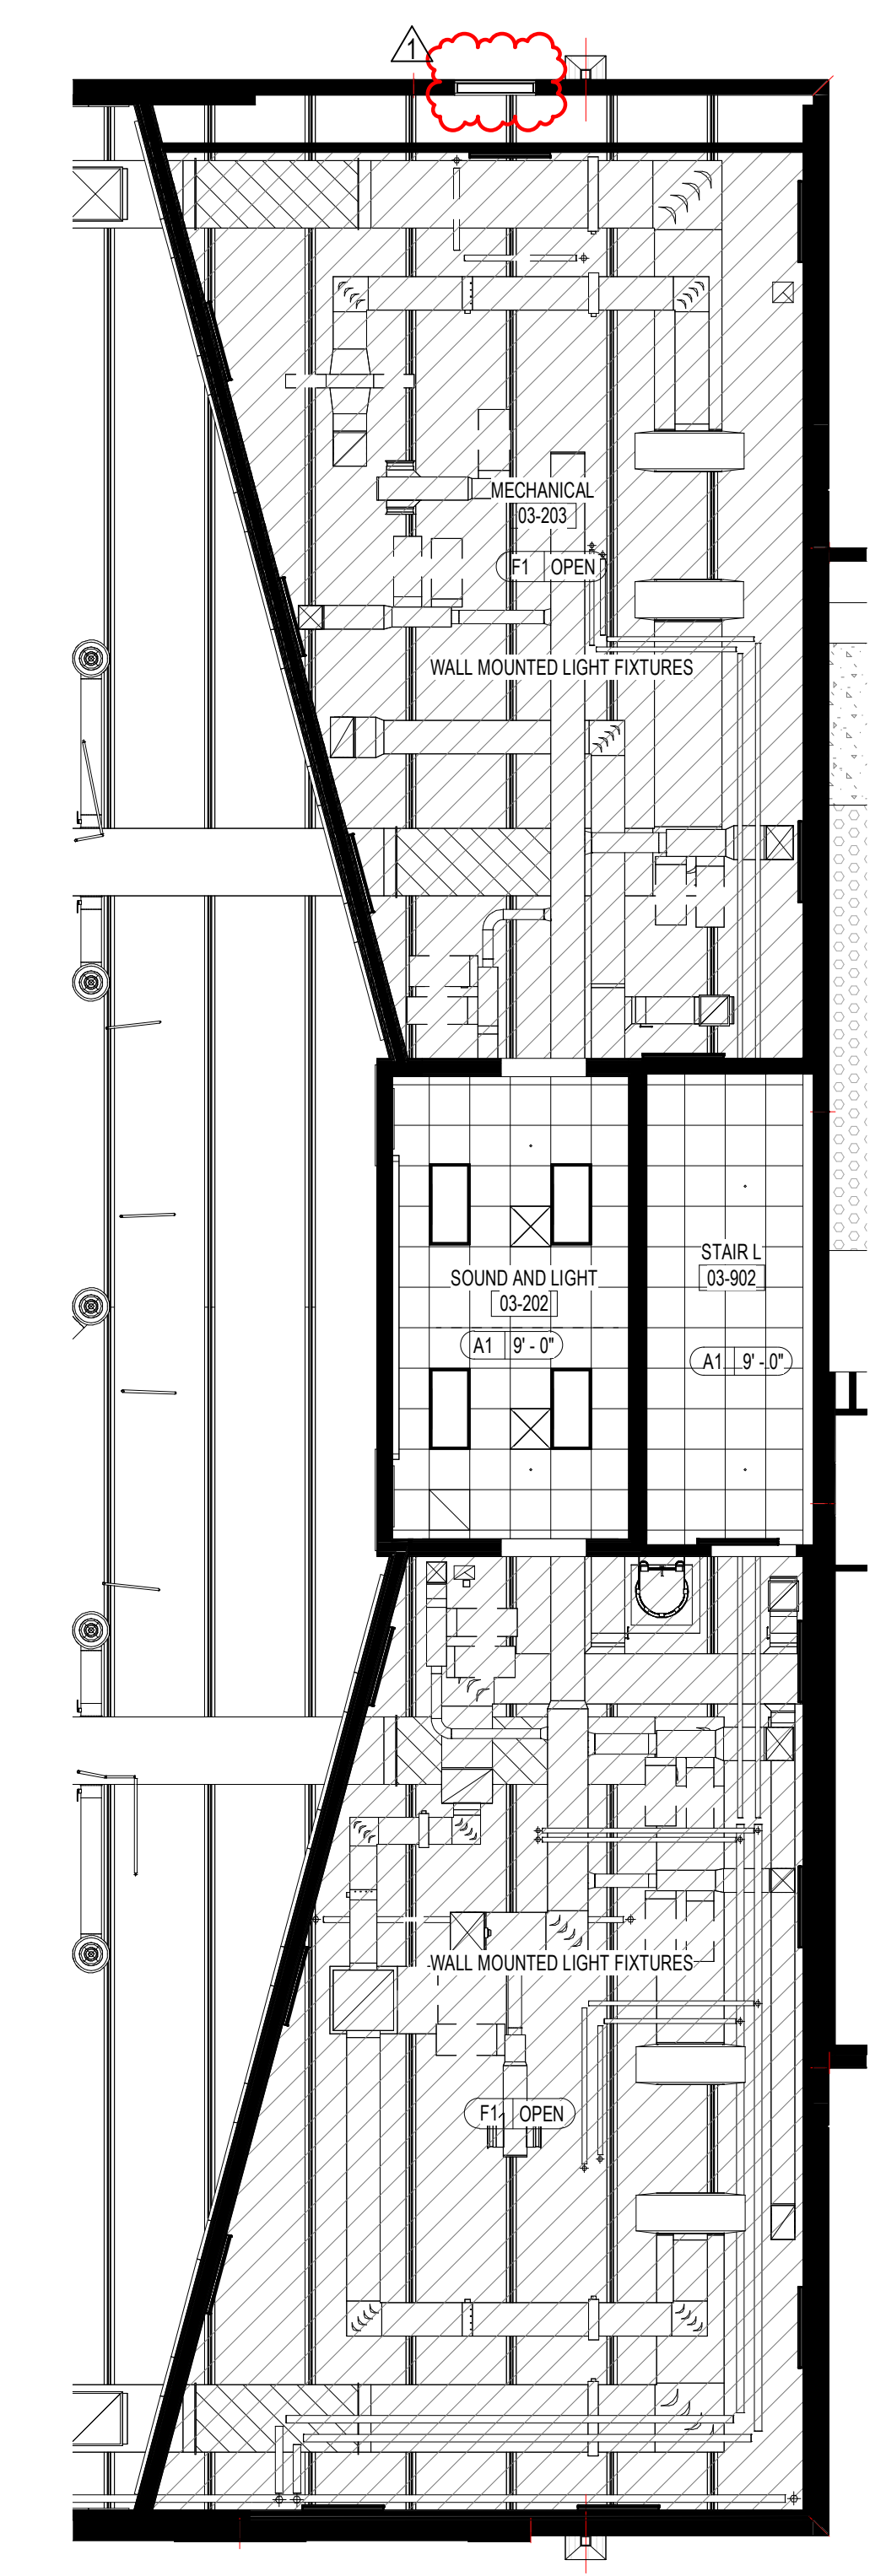 1
MECHANICAL
03-203
F1 OPEN
WALL MOUNTED LIGHT FIXTURES
STAIR L
03-902
SOUND AND LIGHT
03-202
A1 9' - 0"
A1 9' - 0"
WALL MOUNTED LIGHT FIXTURES
F1 OPEN